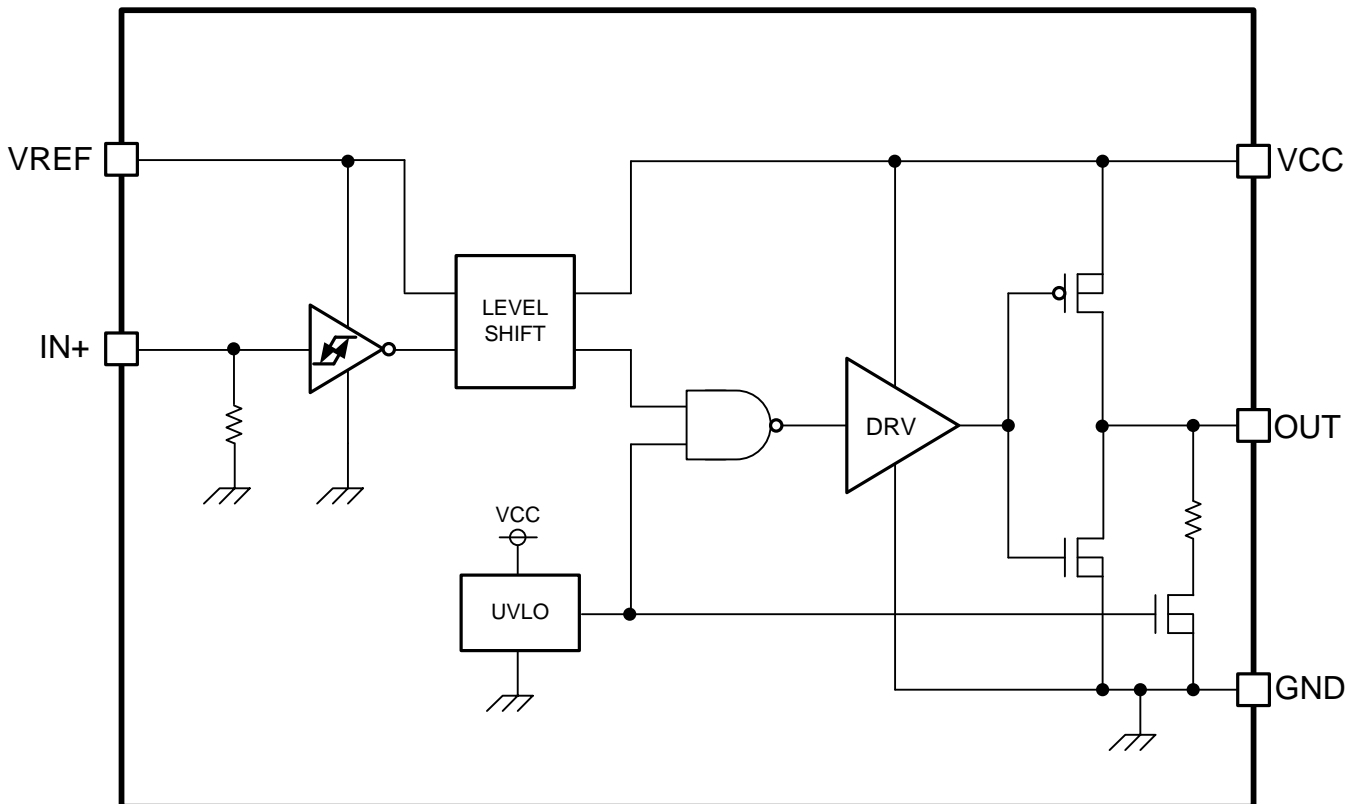 VREF
VCC
LEVEL
SHIFT
IN+
DRV
OUT
VCC
UVLO
GND